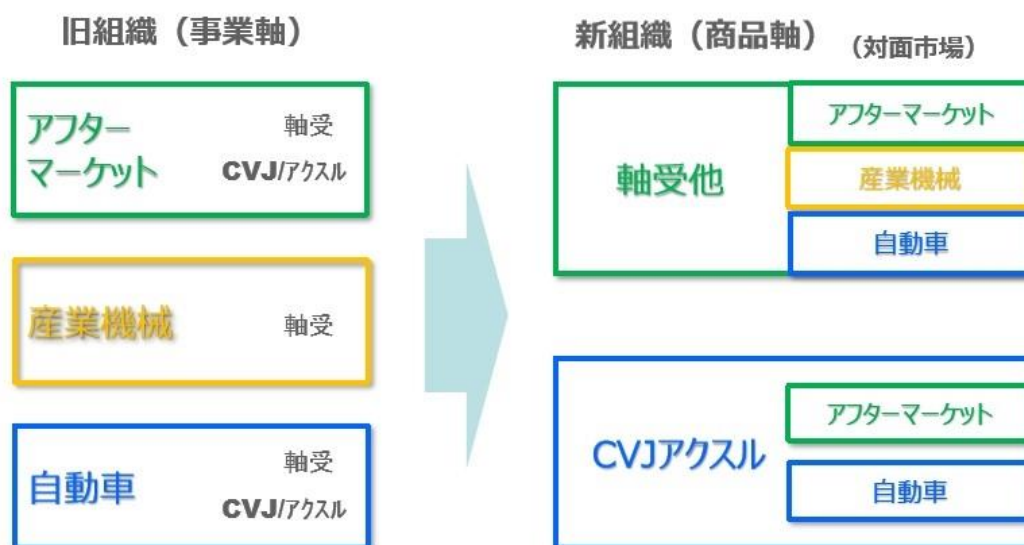 旧組織（事業軸）
アフター
マーケット
軸受
CVJ/アクスル
産業機械
軸受
自動車
軸受
CVJ/アクスル
新組織（商品軸）
（対面市場）
軸受他
アフターマーケット
産業機械
自動車
CVJアクスル
アフターマーケット
自動車